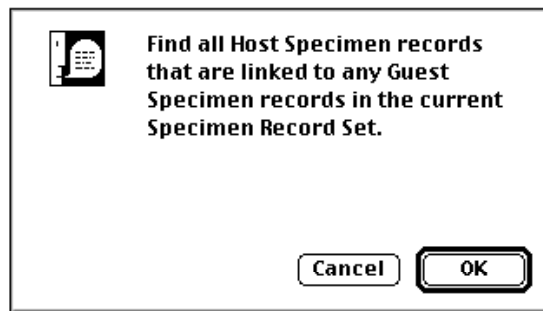 Find all Host Specimen records
that are linked to any Guest
Specimen records in the current
Specimen Record Set.
Cancel
OK